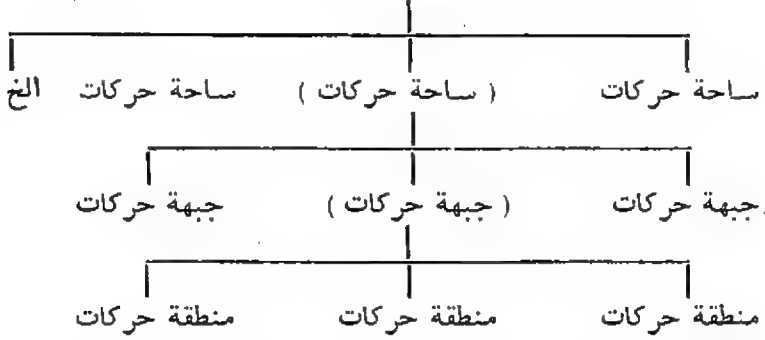 ساحة حركات ( ساحة حركات ) ساحة حركات الخ
جبهة حركات ( جبهة حركات ) جبهة حركات
منطقة حركات منطقة حركات منطقة حركات